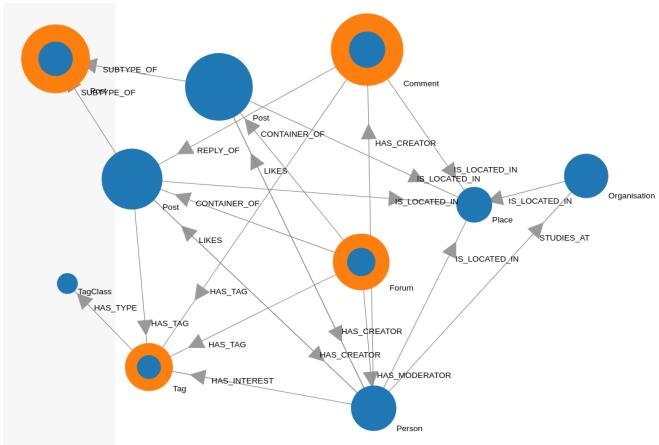 SUBTYPE_OF
Post
SUBTYPE_OF
Comment
Post
CONTAINER_OF
HAS_CREATOR
REPLY_OF
LIKES
IS_LOCATED_IN
IS_LOCATED_IN
Organisation
IS_LOCATED_IN
IS_LOCATED_IN
CONTAINER_OF
Post
Place
LIKES
STUDIES_AT
IS_LOCATED_IN
Forum
TagClass
HAS_TAG
HAS_TYPE
HAS_TAG
HAS_CREATOR
HAS_TAG
HAS_CREATOR
HAS_MODERATOR
HAS_INTEREST
Tag
Person